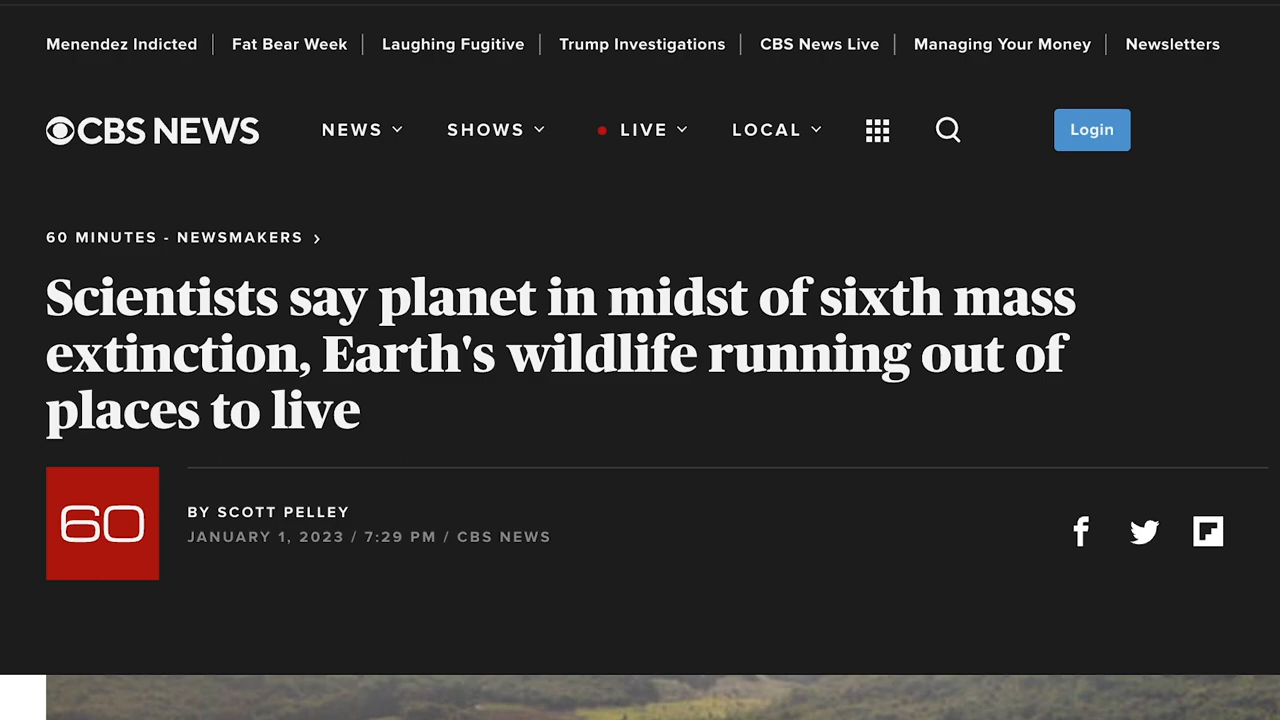 Menendez Indicted Fat Bear Week Laughing Fugitive Trump Investigations CBS News Live Managing Your Money Newsletters
CBS NEWS NEWS SHOWS LIVE LOCAL Login
60 MINUTES - NEWSMAKERS
Scientists say planet in midst of sixth mass
extinction, Earth's wildlife running out of
places to live
60
BY SCOTT PELLEY
JANUARY 1, 2023 / 7:29 PM / CBS NEWS